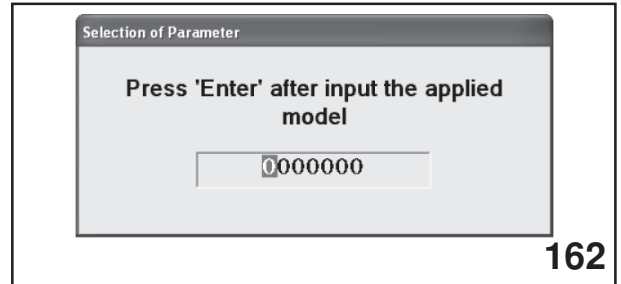 Selection of Parameter
Press 'Enter' after input the applied
model
0000000
162